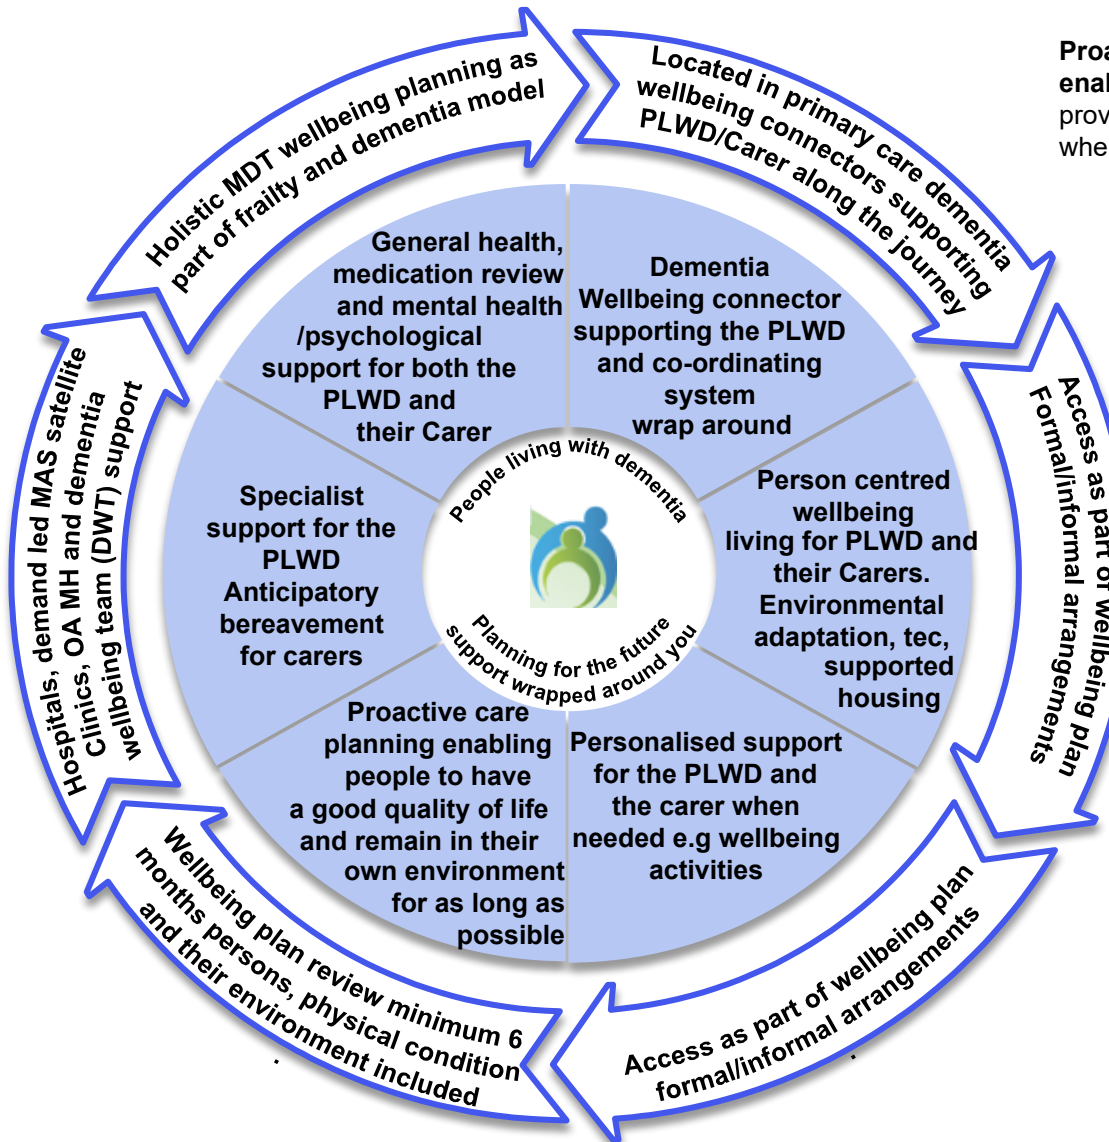 Holistic MDT wellbeing planning as
part of frailty and dementia model
Located in primary care dementia
wellbeing connectors supporting
PLWD/Carer along the journey
Access as part of wellbeing plan
Formal/informal arrangements
Access as part of wellbeing plan
formal/informal arrangements
.
Wellbeing plan review minimum 6
months persons, physical condition
and their environment included
.
Hospitals, demand led MAS satellite
Clinics, OA MH and dementia
wellbeing team (DWT) support
General health,
medication review
and mental health
/psychological
support for both the
PLWD and
their Carer
Dementia
Wellbeing connector
supporting the PLWD
and co-ordinating
system
wrap around
Person centred
wellbeing
living for PLWD and
their Carers.
Environmental
adaptation, tec,
supported
housing
Personalised support
for the PLWD and
the carer when
needed e.g wellbeing
activities
Proactive care
planning enabling
people to have
a good quality of life
and remain in their
own environment
for as long as
possible
Specialist
support for the
PLWD
Anticipatory
bereavement
for carers
People living with dementia
Planning for the future
support wrapped around you
Proa
enal
prov
whe